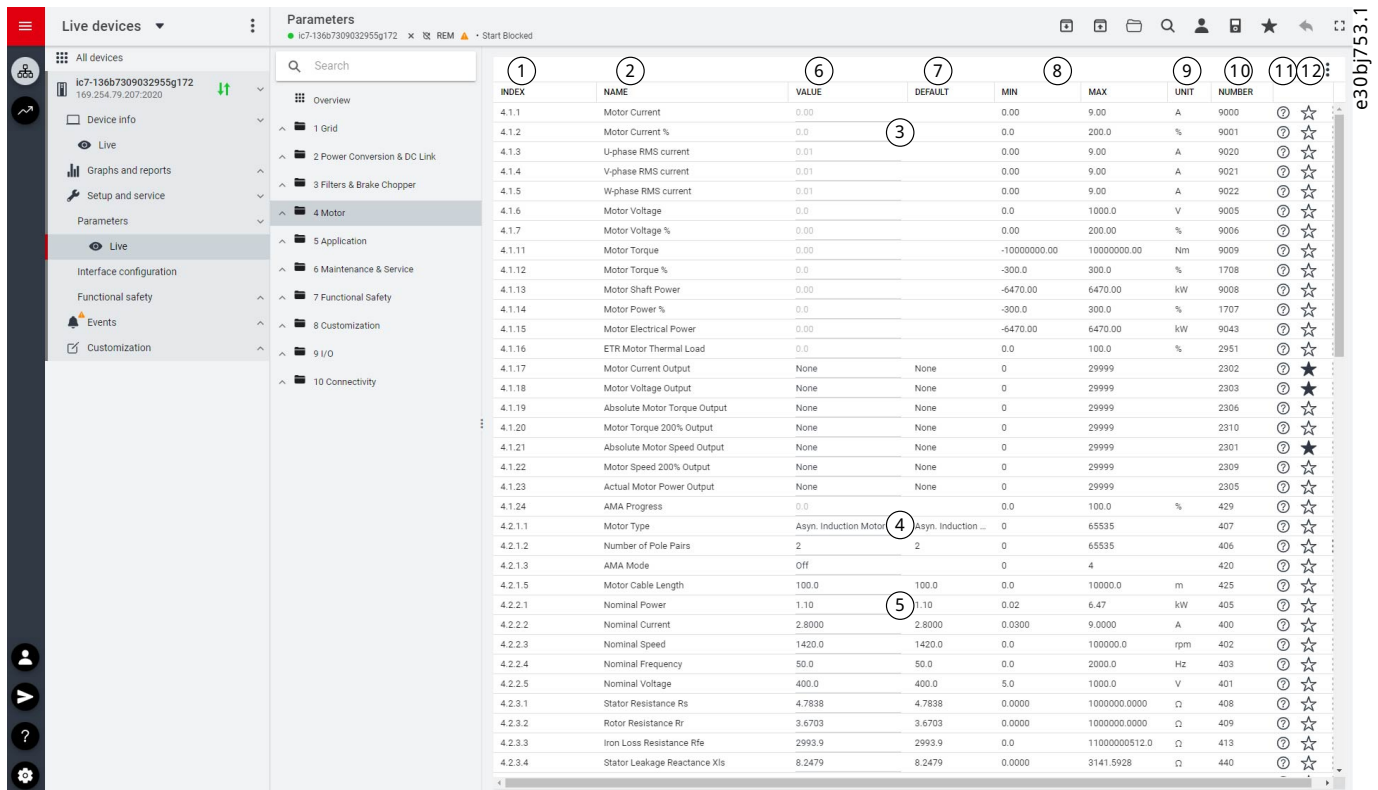 Live devices
Parameters
ic7-136b7309032955g172 REM • Start Blocked
e30bj753.1
All devices
ic7-136b7309032955g172
169.254.79.207:2020
Device info
Live
Graphs and reports
Setup and service
Parameters
Live
Interface configuration
Functional safety
Events
Customization
Search
Overview
1 Grid
2 Power Conversion & DC Link
3 Filters & Brake Chopper
4 Motor
5 Application
6 Maintenance & Service
7 Functional Safety
8 Customization
9 I/O
10 Connectivity
1 2 6 7 8 9 10 11 12
INDEX NAME VALUE DEFAULT MIN MAX UNIT NUMBER
4.1.1 Motor Current 0.00 0.00 9.00 A 9000
4.1.2 Motor Current % 0.0 3 0.0 200.0 % 9001
4.1.3 U-phase RMS current 0.01 0.00 9.00 A 9020
4.1.4 V-phase RMS current 0.01 0.00 9.00 A 9021
4.1.5 W-phase RMS current 0.01 0.00 9.00 A 9022
4.1.6 Motor Voltage 0.0 0.0 1000.0 V 9005
4.1.7 Motor Voltage % 0.0 0.0 200.00 % 9006
4.1.11 Motor Torque 0.00 -10000000.00 10000000.00 Nm 9009
4.1.12 Motor Torque % 0.0 -300.0 300.0 % 1708
4.1.13 Motor Shaft Power 0.00 -6470.00 6470.00 kW 9008
4.1.14 Motor Power % 0.0 -300.0 300.0 % 1707
4.1.15 Motor Electrical Power 0.00 -6470.00 6470.00 kW 9043
4.1.16 ETR Motor Thermal Load 0.0 0.0 100.0 % 2951
4.1.17 Motor Current Output None None 0 29999 2302
4.1.18 Motor Voltage Output None None 0 29999 2303
4.1.19 Absolute Motor Torque Output None None 0 29999 2306
4.1.20 Motor Torque 200% Output None None 0 29999 2310
4.1.21 Absolute Motor Speed Output None None 0 29999 2301
4.1.22 Motor Speed 200% Output None None 0 29999 2309
4.1.23 Actual Motor Power Output None None 0 29999 2305
4.1.24 AMA Progress 0.0 0.0 100.0 % 429
4.2.1.1 Motor Type Asyn. Induction Motor 4 Asyn. Induction ... 0 65535 407
4.2.1.2 Number of Pole Pairs 2 2 0 65535 406
4.2.1.3 AMA Mode Off 0 4 420
4.2.1.5 Motor Cable Length 100.0 100.0 0.0 10000.0 m 425
4.2.2.1 Nominal Power 1.10 5 1.10 0.02 6.47 kW 405
4.2.2.2 Nominal Current 2.8000 2.8000 0.0300 9.0000 A 400
4.2.2.3 Nominal Speed 1420.0 1420.0 0.0 100000.0 rpm 402
4.2.2.4 Nominal Frequency 50.0 50.0 0.0 2000.0 Hz 403
4.2.2.5 Nominal Voltage 400.0 400.0 5.0 1000.0 V 401
4.2.3.1 Stator Resistance Rs 4.7838 4.7838 0.0000 1000000.0000 Ω 408
4.2.3.2 Rotor Resistance Rr 3.6703 3.6703 0.0000 1000000.0000 Ω 409
4.2.3.3 Iron Loss Resistance Rfe 2993.9 2993.9 0.0 11000000512.0 Ω 413
4.2.3.4 Stator Leakage Reactance Xls 8.2479 8.2479 0.0000 3141.5928 Ω 440